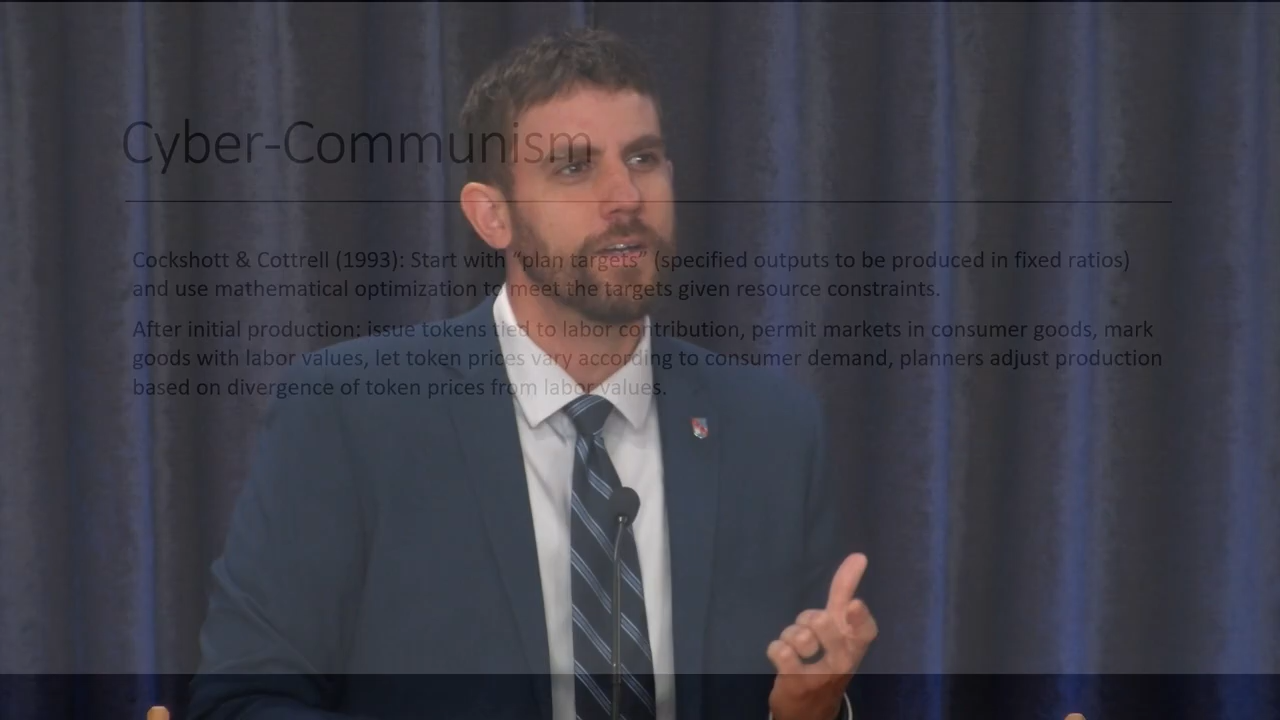 Cyber-Communism
Cockshott & Cottrell (1993): Start with “plan targets” (specified outputs to be produced in fixed ratios)
and use mathematical optimization to meet the targets given resource constraints.
After initial production: issue tokens tied to labor contribution, permit markets in consumer goods, mark
goods with labor values, let token prices vary according to consumer demand, planners adjust production
based on divergence of token prices from labor values.